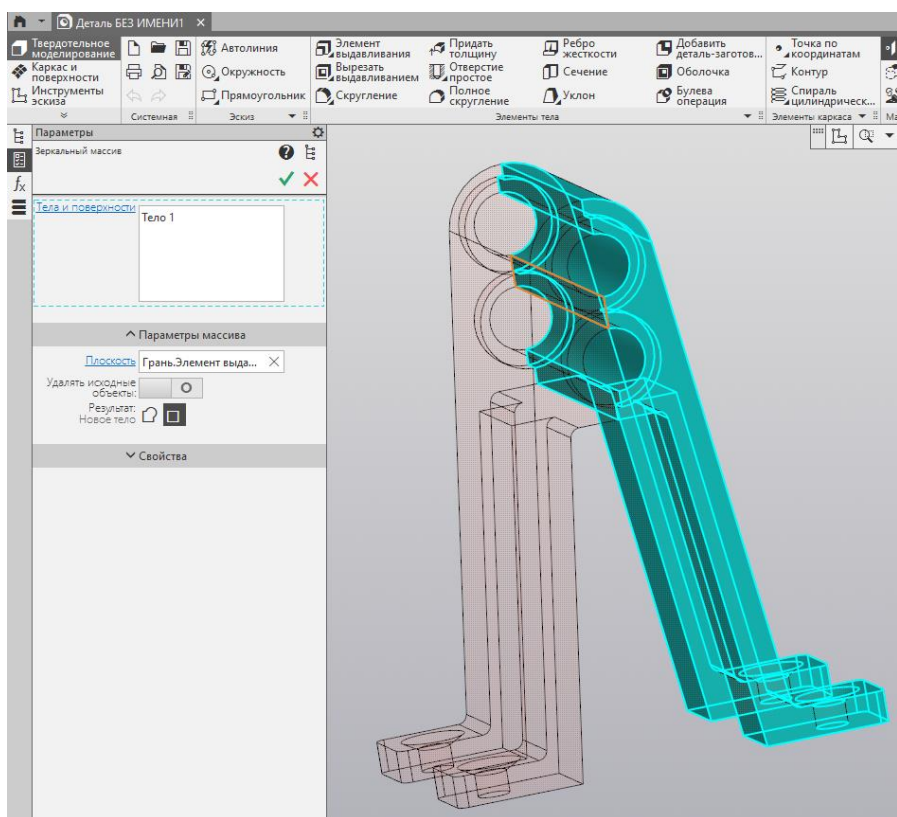 Деталь БЕЗ ИМЕНИ1
Твердотельное
моделирование
Каркас и
поверхности
Инструменты
эскиза
Системная
Автолиния
Окружность
Прямоугольник
Эскиз
Элемент
выдавливания
Вырезать
выдавливанием
Скругление
Придать
толщину
Отверстие
простое
Полное
скругление
Ребро
жесткости
Сечение
Уклон
Добавить
деталь-заготов...
Оболочка
Булева
операция
Элементы тела
Точка по
координатам
Контур
Спираль
цилиндрическ...
Элементы каркаса
Ма
Параметры
Зеркальный массив
Тела и поверхности
Тело 1
Параметры массива
Плоскость
Грань.Элемент выда...
Удалять исходные
объекты:
Результат:
Новое тело
Свойства